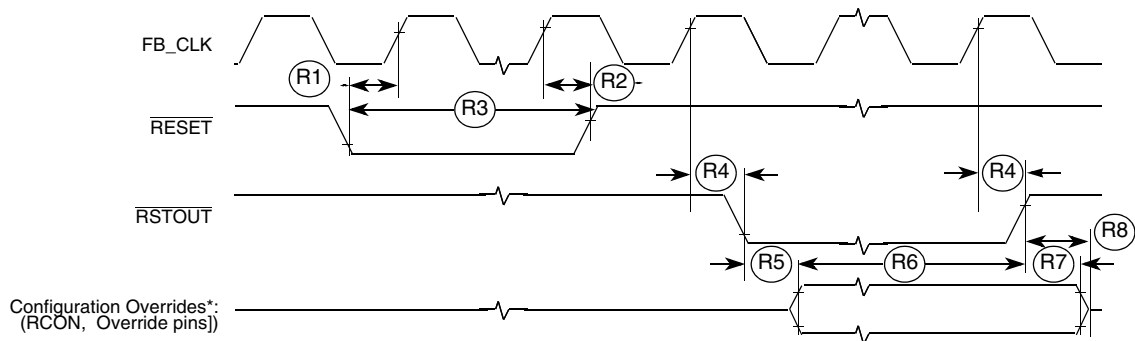 FB_CLK
R1
R2
R3
RESET
R4
R4
RSTOUT
R8
R5
R6
R7
Configuration Overrides*:
(RCON, Override pins])